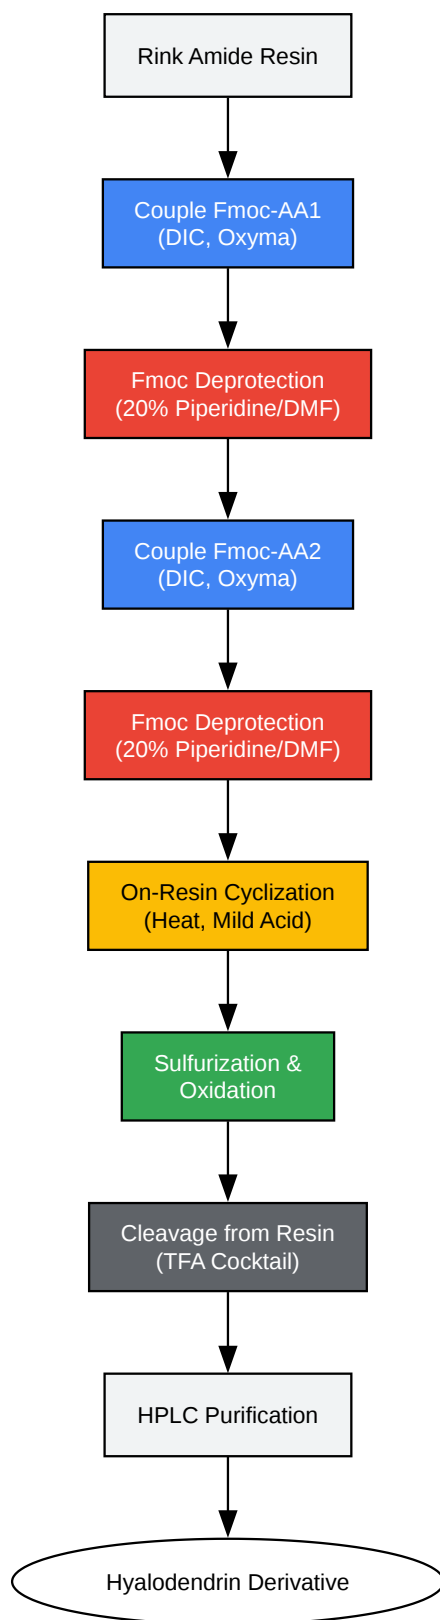 Rink Amide Resin
Couple Fmoc-AA1
(DIC, Oxyma)
Fmoc Deprotection
(20% Piperidine/DMF)
Couple Fmoc-AA2
(DIC, Oxyma)
Fmoc Deprotection
(20% Piperidine/DMF)
On-Resin Cyclization
(Heat, Mild Acid)
Sulfurization &
Oxidation
Cleavage from Resin
(TFA Cocktail)
HPLC Purification
Hyalodendrin Derivative